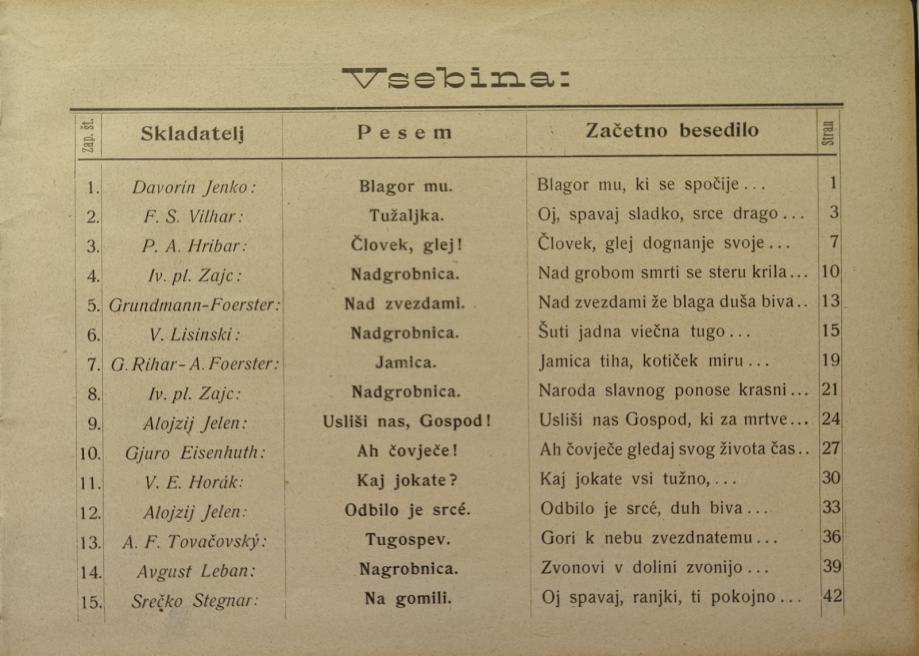 Vsebina:
Zap. št. Skladatelj Pesem Začetno besedilo Stran
1. Davorin Jenko: Blagor mu. Blagor mu, ki se spočije... 1
2. F. S. Vilhar: Tužaljka. Oj, spavaj sladko, srce drago... 3
3. P. A. Hribar: Človek, glej! Človek, glej dognanje svoje... 7
4. Iv. pl. Zajc: Nadgrobnica. Nad grobom smrti se steru krila... 10
5. Grundmann-Foerster: Nad zvezdami. Nad zvezdami že blaga duša biva.. 13
6. V. Lisinski: Nadgrobnica. Šuti jadna viečna tugo... 15
7. G. Rihar-A. Foerster: Jamica. Jamica tiha, kotiček miru... 19
8. Iv. pl. Zajc: Nadgrobnica. Naroda slavnog ponose krasni... 21
9. Alojzij Jelen: Usliši nas, Gospod! Usliši nas Gospod, ki za mrtve... 24
10. Gjuro Eisenhuth: Ah čovječe! Ah čovječe gledaj svog života čas.. 27
11. V. E. Horák: Kaj jokate? Kaj jokate vsi tužno,... 30
12. Alojzij Jelen: Odbilo je srcé. Odbilo je srcé, duh biva... 33
13. A. F. Tovačovský: Tugospev. Gori k nebu zvezdnatemu... 36
14. Avgust Leban: Nagrobnica. Zvonovi v dolini zvonijo... 39
15. Srečko Stegnar: Na gomili. Oj spavaj, ranjki, ti pokojno... 42